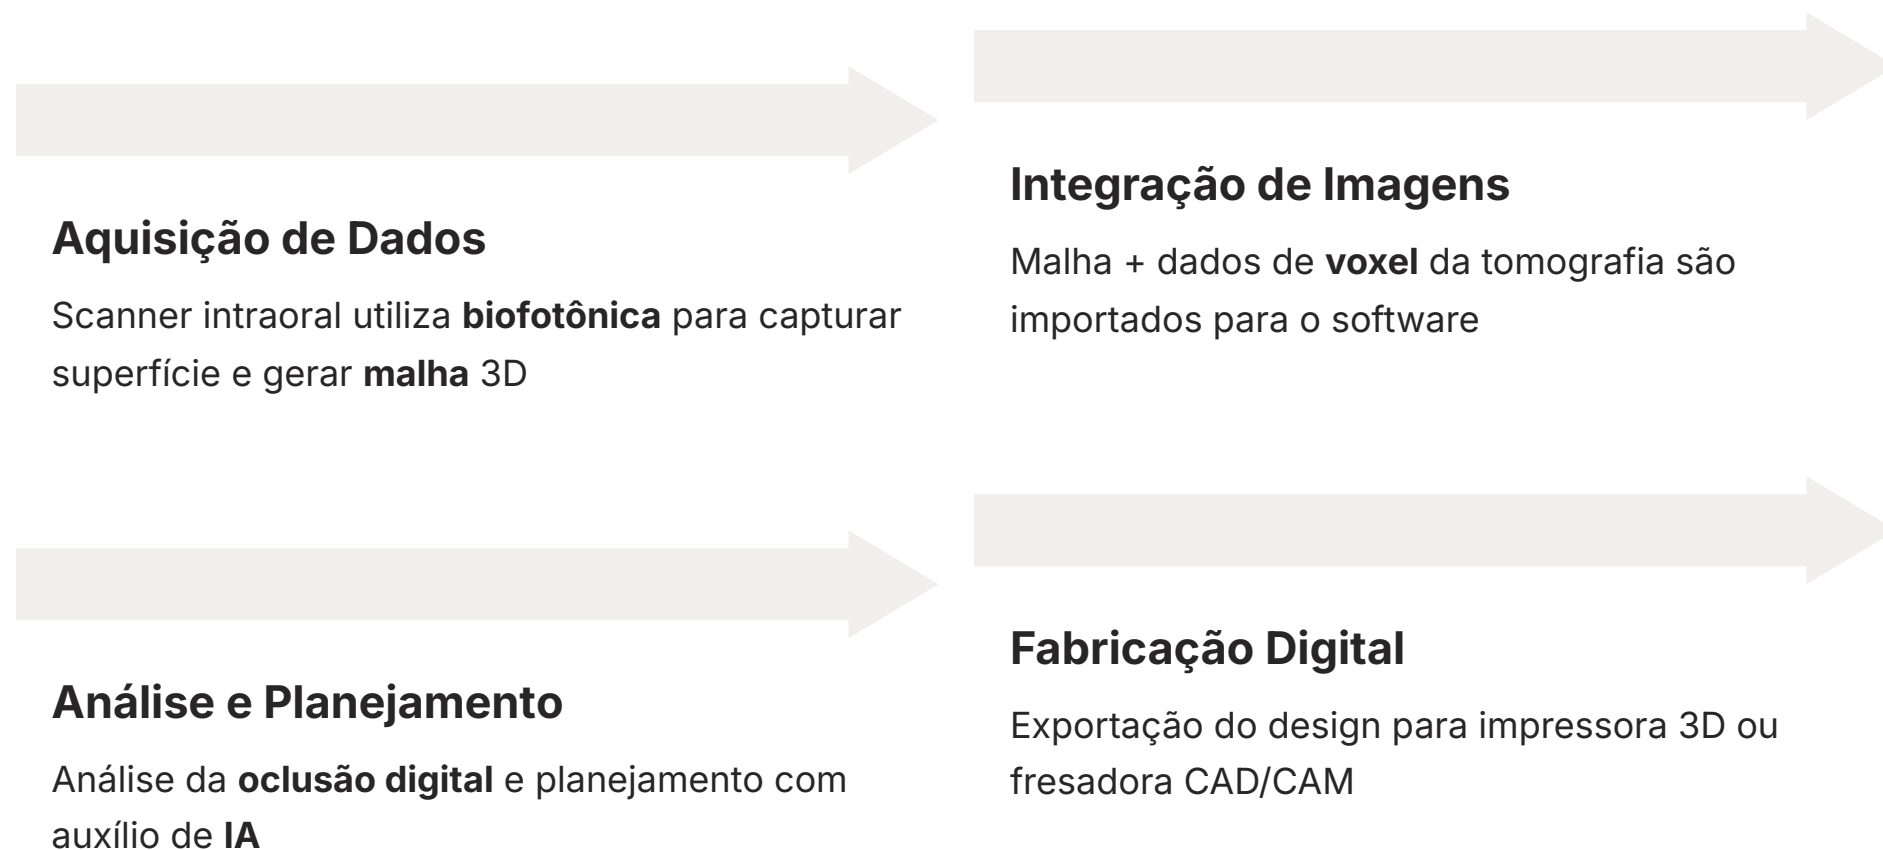 Aquisição de Dados
Scanner intraoral utiliza biofotônica para capturar
superfície e gerar malha 3D
Integração de Imagens
Malha + dados de voxel da tomografia são
importados para o software
Análise e Planejamento
Análise da oclusão digital e planejamento com
auxílio de IA
Fabricação Digital
Exportação do design para impressora 3D ou
fresadora CAD/CAM